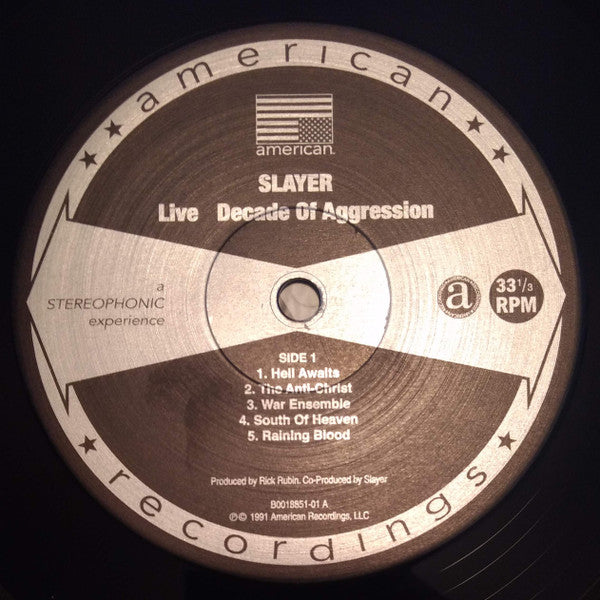 american
american.
SLAYER
Live Decade Of Aggression
a
STEREOPHONIC
experience
a
33 1/3
RPM
SIDE 1
1. Hell Awaits
2. The Anti-Christ
3. War Ensemble
4. South Of Heaven
5. Raining Blood
Produced by Rick Rubin. Co-Produced by Slayer
B0018851-01 A
℗© 1991 American Recordings, LLC
recordings